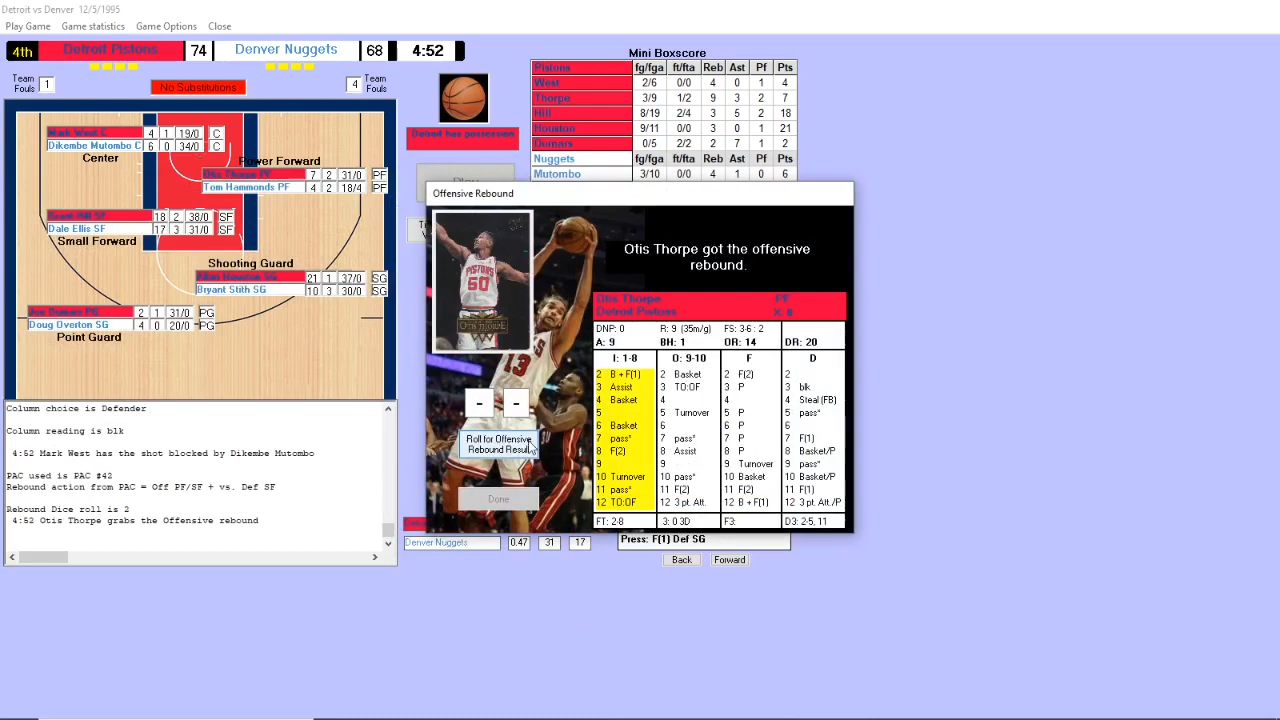 Detroit vs Denver 12/5/1995
Play Game Game statistics Game Options Close
4th Detroit Pistons 74 Denver Nuggets 68 4:52
Team Fouls 1
No Substitutions
4 Team Fouls
Mark West C 4 1 19/0 C
Dikembe Mutombo C 6 0 34/0 C
Center
Power Forward
Otis Thorpe PF 7 2 31/0 PF
Tom Hammonds PF 4 2 18/4 PF
Grant Hill SF 18 2 38/0 SF
Dale Ellis SF 17 3 31/0 SF
Small Forward
Shooting Guard
Allan Houston SG 21 1 37/0 SG
Bryant Stith SG 10 3 30/0 SG
Joe Dumars PG 2 1 31/0 PG
Doug Overton SG 4 0 20/0 PG
Point Guard
Column choice is Defender
Column reading is blk
4:52 Mark West has the shot blocked by Dikembe Mutombo
PAC used is PAC #42
Rebound action from PAC = Off PF/SF + vs. Def SF
Rebound Dice roll is 2
4:52 Otis Thorpe grabs the Offensive rebound
Detroit has possession
Play
Mini Boxscore
Pistons fg/fga ft/fta Reb Ast Pf Pts
West 2/6 0/0 4 0 1 4
Thorpe 3/9 1/2 9 3 2 7
Hill 8/19 2/4 3 5 2 18
Houston 9/11 0/0 3 0 1 21
Dumars 0/5 2/2 2 7 1 2
Nuggets fg/fga ft/fta Reb Ast Pf Pts
Mutombo 3/10 0/0 4 1 0 6
Offensive Rebound
PISTONS
50
OTIS THORPE
13
Otis Thorpe got the offensive
rebound.
- -
Roll for Offensive
Rebound Result
Done
Otis Thorpe PF
Detroit Pistons X: 8
DNP: 0 R: 9 (35m/g) FS: 3-6 : 2
A: 9 BH: 1 OR: 14 DR: 20
I: 1-8 O: 9-10 F D
2 B + F(1) 2 Basket 2 F(2) 2
3 Assist 3 TO:OF 3 P 3 blk
4 Basket 4 4 P 4 Steal (FB)
5 5 Turnover 5 P 5 pass*
6 Basket 6 6 P 6
7 pass* 7 pass* 7 P 7 F(1)
8 F(2) 8 Assist 8 P 8 Basket/P
9 9 9 Turnover 9 pass*
10 Turnover 10 pass* 10 Basket 10 Basket
11 pass* 11 F(2) 11 F(2) 11 F(1)
12 TO:OF 12 3 pt. Att. 12 B + F(1) 12 3 pt. Att./P
FT: 2-8 3: 0 3D F3: D3: 2-5, 11
Denver Nuggets 0.47 31 17
Press: F(1) Def SG
Back Forward